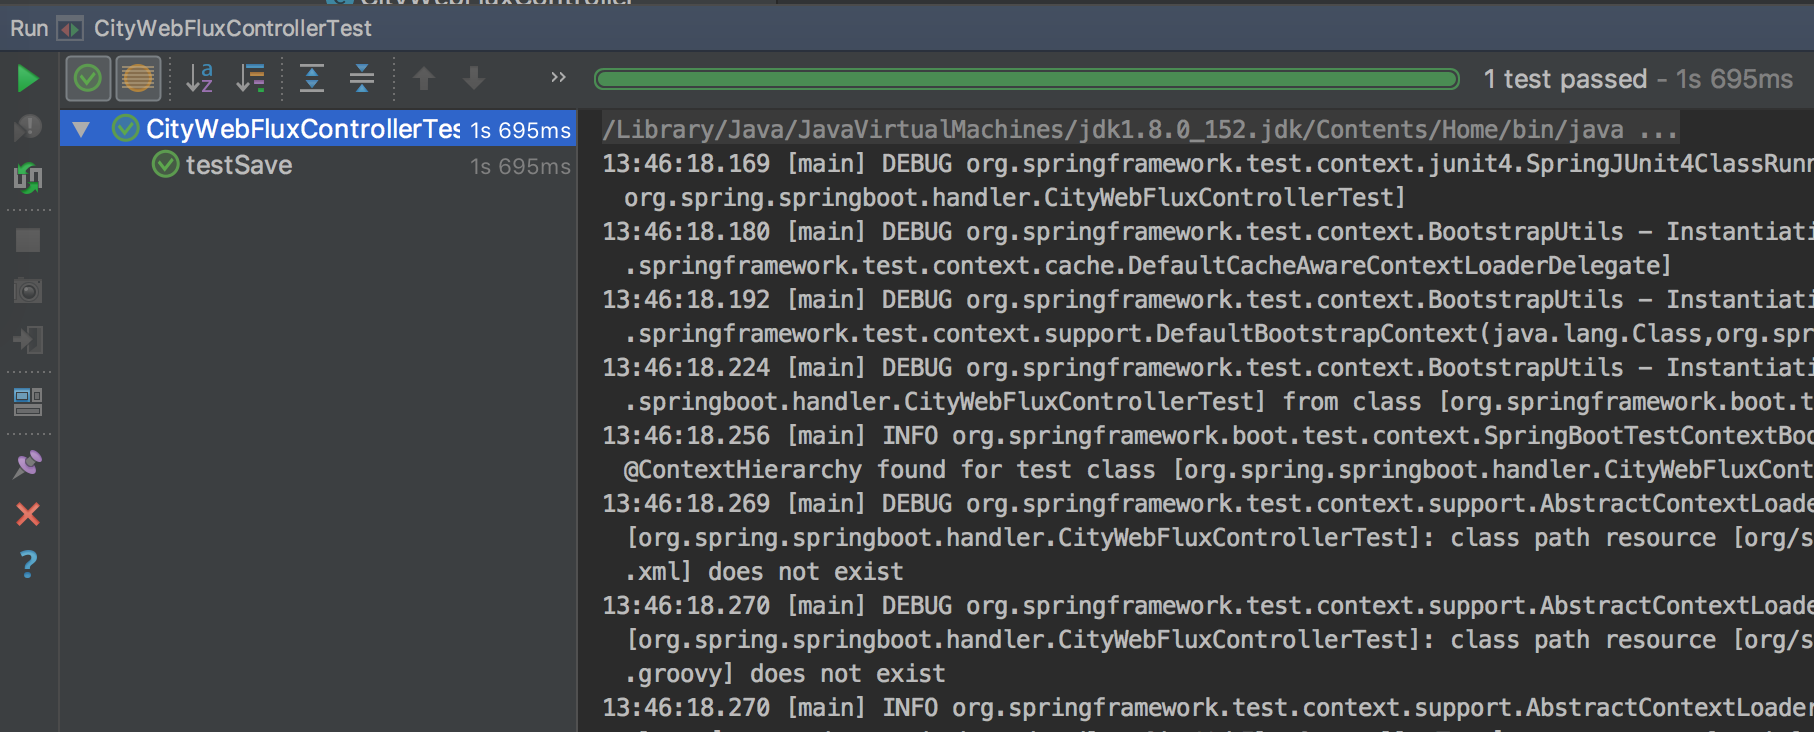 CityWebFluxController
Run CityWebFluxControllerTest
1 test passed - 1s 695ms
CityWebFluxControllerTes 1s 695ms
testSave 1s 695ms
/Library/Java/JavaVirtualMachines/jdk1.8.0_152.jdk/Contents/Home/bin/java ...
13:46:18.169 [main] DEBUG org.springframework.test.context.junit4.SpringJUnit4ClassRunn
org.spring.springboot.handler.CityWebFluxControllerTest]
13:46:18.180 [main] DEBUG org.springframework.test.context.BootstrapUtils - Instantiati
.springframework.test.context.cache.DefaultCacheAwareContextLoaderDelegate]
13:46:18.192 [main] DEBUG org.springframework.test.context.BootstrapUtils - Instantiati
.springframework.test.context.support.DefaultBootstrapContext(java.lang.Class,org.spr
13:46:18.224 [main] DEBUG org.springframework.test.context.BootstrapUtils - Instantiati
.springboot.handler.CityWebFluxControllerTest] from class [org.springframework.boot.t
13:46:18.256 [main] INFO org.springframework.boot.test.context.SpringBootTestContextBoo
@ContextHierarchy found for test class [org.spring.springboot.handler.CityWebFluxCont
13:46:18.269 [main] DEBUG org.springframework.test.context.support.AbstractContextLoade
[org.spring.springboot.handler.CityWebFluxControllerTest]: class path resource [org/s
.xml] does not exist
13:46:18.270 [main] DEBUG org.springframework.test.context.support.AbstractContextLoade
[org.spring.springboot.handler.CityWebFluxControllerTest]: class path resource [org/s
.groovy] does not exist
13:46:18.270 [main] INFO org.springframework.test.context.support.AbstractContextLoader